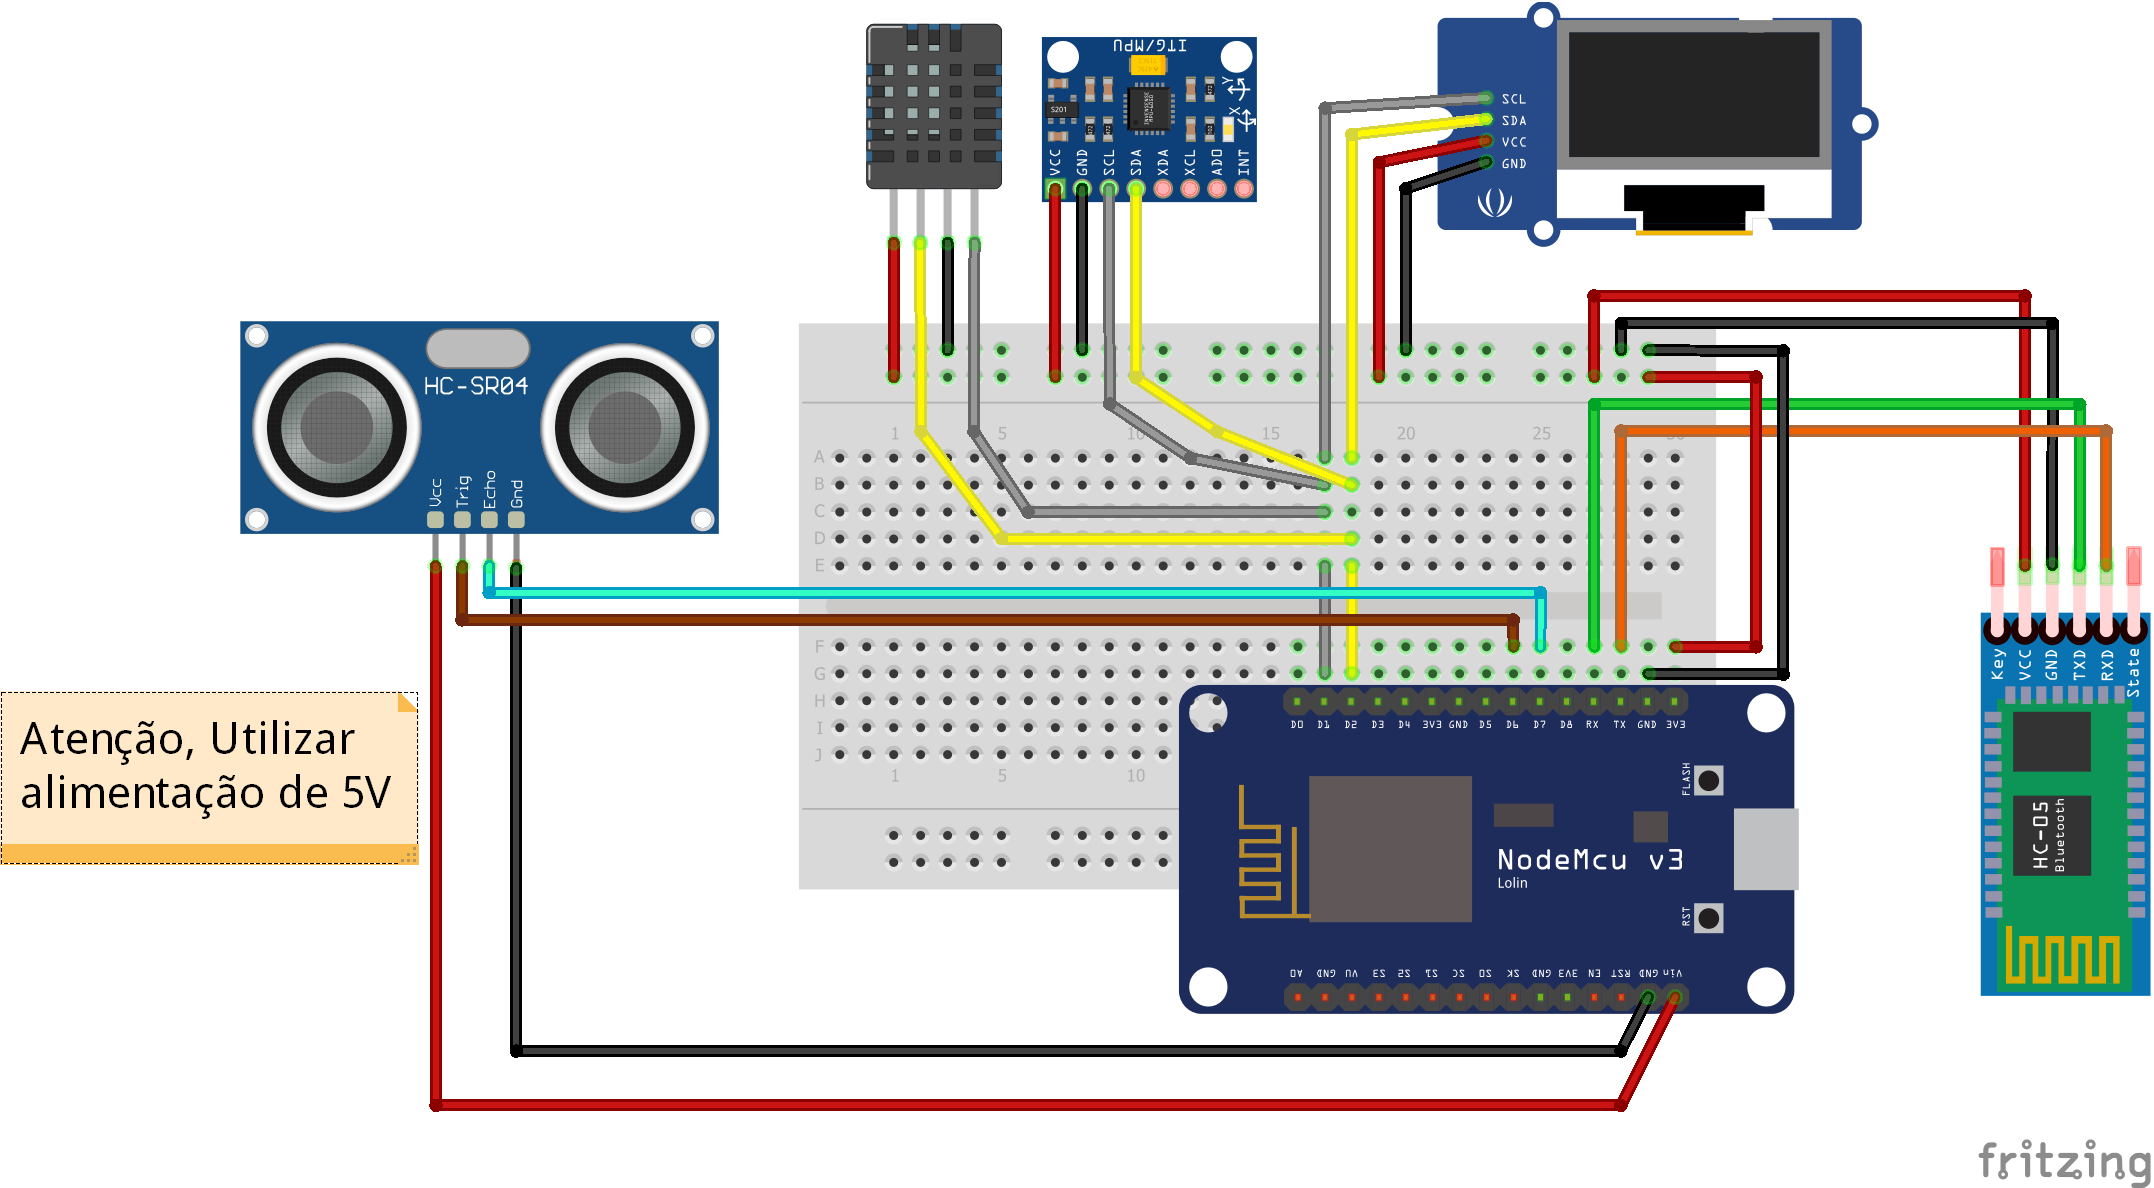 ITG/MPU
S201
VCC
GND
SCL
SDA
XDA
XCL
AD0
INT
Y
X
SCL
SDA
VCC
GND
HC-SR04
Vcc
Trig
Echo
Gnd
1
5
10
15
20
25
30
A
B
C
D
E
F
G
H
I
J
1
5
10
Atenção, Utilizar
alimentação de 5V
D0 D1 D2 D3 D4 3V3 GND D5 D6 D7 D8 RX TX GND 3V3
FLASH
NodeMcu v3
Lolin
RST
A0 GND VU S3 S2 S1 SC S0 SK GND 3V3 EN RST GND Vin
Key
VCC
GND
TXD
RXD
State
HC-05
Bluetooth
fritzing